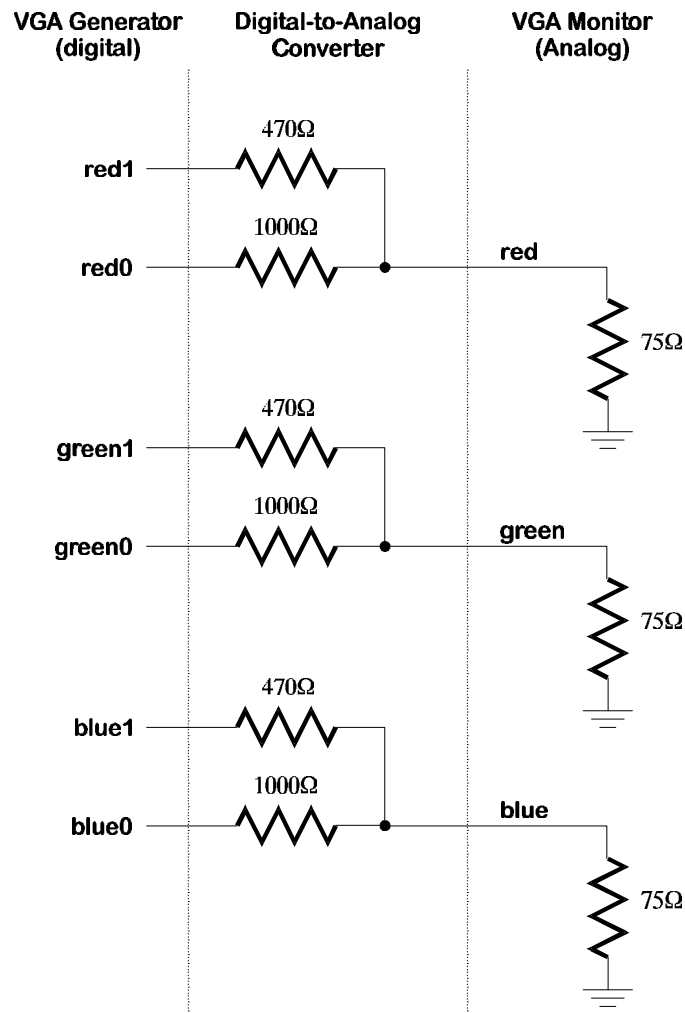 VGA Generator
(digital)
Digital-to-Analog
Converter
VGA Monitor
(Analog)
470Ω
red1
1000Ω
red0
red
75Ω
470Ω
green1
1000Ω
green0
green
75Ω
470Ω
blue1
1000Ω
blue0
blue
75Ω